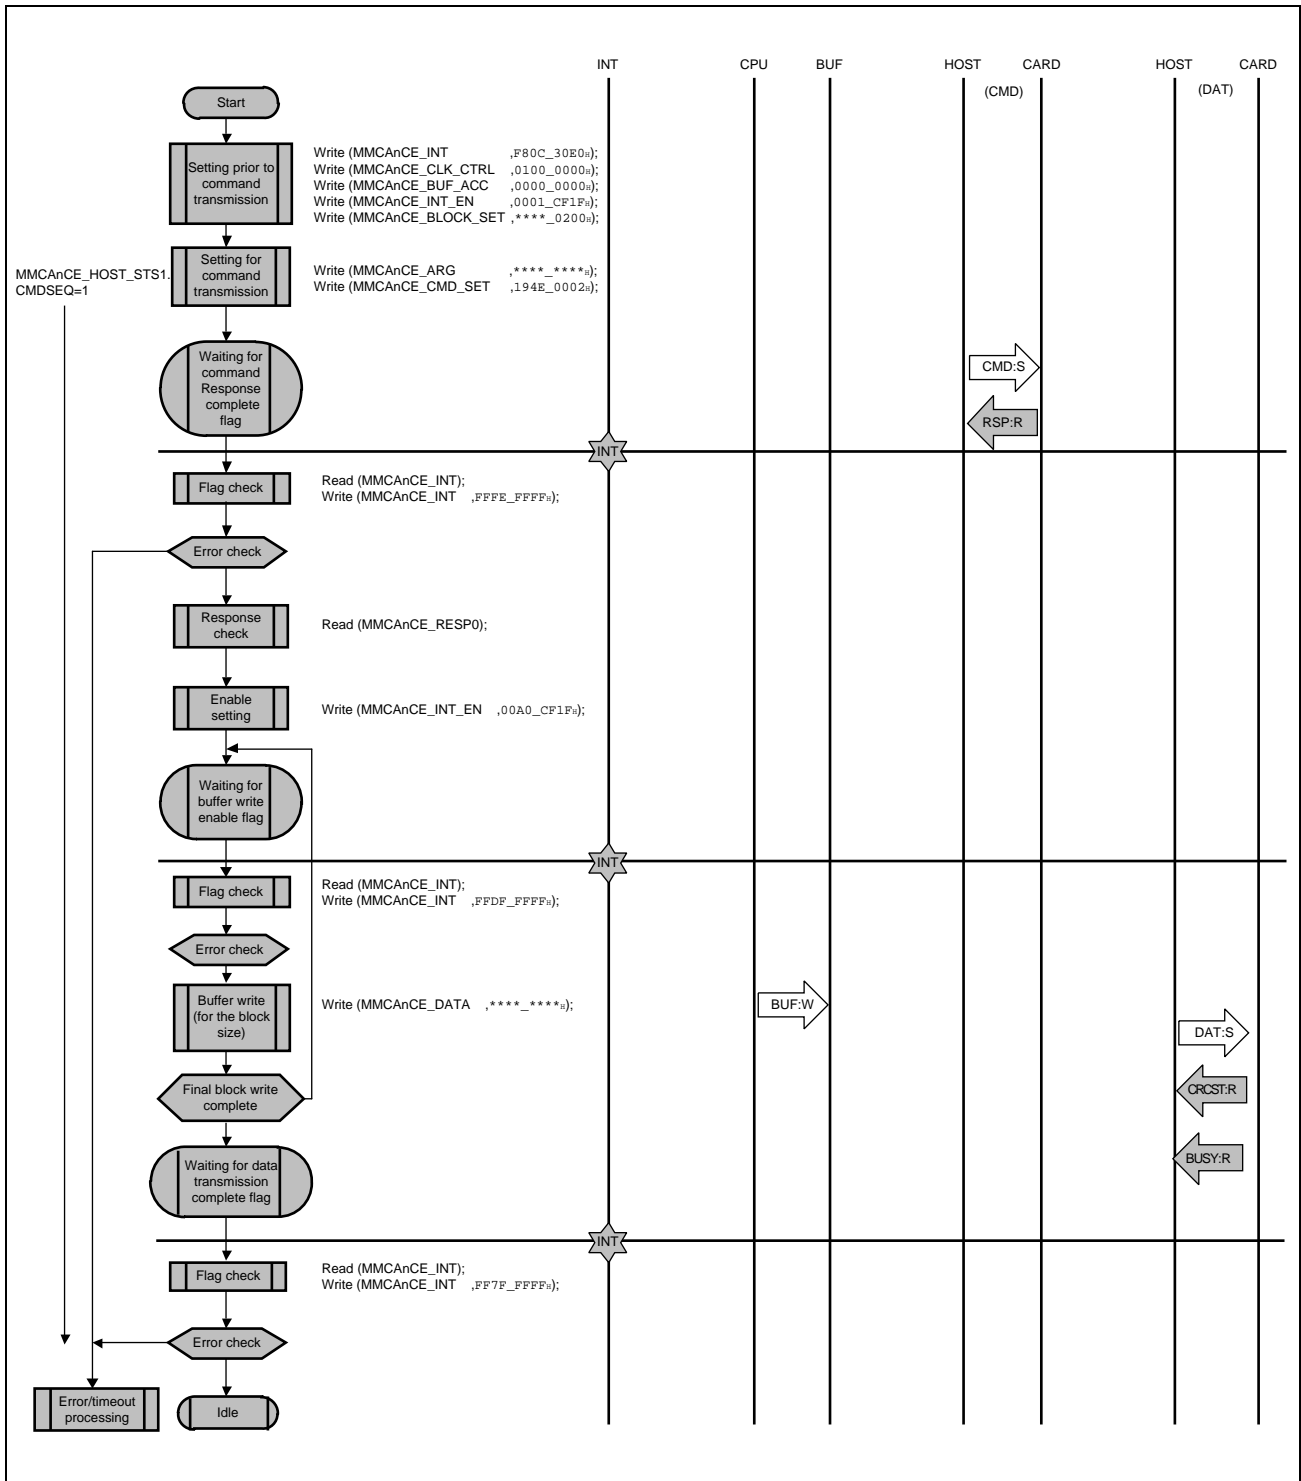 INT CPU BUF HOST CARD HOST CARD
(CMD) (DAT)
Start
Setting prior to
command
transmission
Write (MMCAnCE_INT ,F80C_30E0H);
Write (MMCAnCE_CLK_CTRL ,0100_0000H);
Write (MMCAnCE_BUF_ACC ,0000_0000H);
Write (MMCAnCE_INT_EN ,0001_CF1FH);
Write (MMCAnCE_BLOCK_SET ,****_0200H);
MMCAnCE_HOST_STS1.
CMDSEQ=1
Setting for
command
transmission
Write (MMCAnCE_ARG ,****_****H);
Write (MMCAnCE_CMD_SET ,194E_0002H);
Waiting for
command
Response
complete
flag
CMD:S
RSP:R
INT
Flag check
Read (MMCAnCE_INT);
Write (MMCAnCE_INT ,FFFE_FFFFH);
Error check
Response
check
Read (MMCAnCE_RESP0);
Enable
setting
Write (MMCAnCE_INT_EN ,00A0_CF1FH);
Waiting for
buffer write
enable flag
INT
Flag check
Read (MMCAnCE_INT);
Write (MMCAnCE_INT ,FFDF_FFFFH);
Error check
Buffer write
(for the block
size)
Write (MMCAnCE_DATA ,****_****H);
BUF:W
DAT:S
Final block write
complete
CRCST:R
Waiting for data
transmission
complete flag
BUSY:R
INT
Flag check
Read (MMCAnCE_INT);
Write (MMCAnCE_INT ,FF7F_FFFFH);
Error check
Error/timeout
processing
Idle